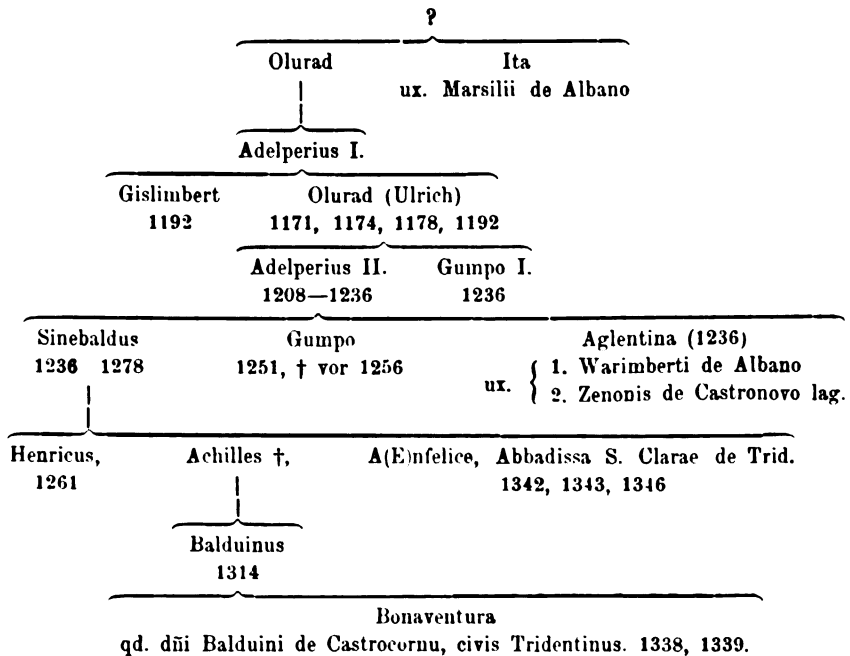 ?
Olurad Ita
ux. Marsilii de Albano
Adelperius I.
Gislimbert Olurad (Ulrich)
1192 1171, 1174, 1178, 1192
Adelperius II. Gumpo I.
1208—1236 1236
Sinebaldus Gumpo Aglentina (1236)
1236 1278 1251, † vor 1256 1. Warimberti de Albano
ux. { 2. Zenonis de Castronovo lag.
Henricus, Achilles †, A(E)nfelice, Abbadissa S. Clarae de Trid.
1261 1342, 1343, 1346
Balduinus
1314
Bonaventura
qd. dñi Balduini de Castrocornu, civis Tridentinus. 1338, 1339.